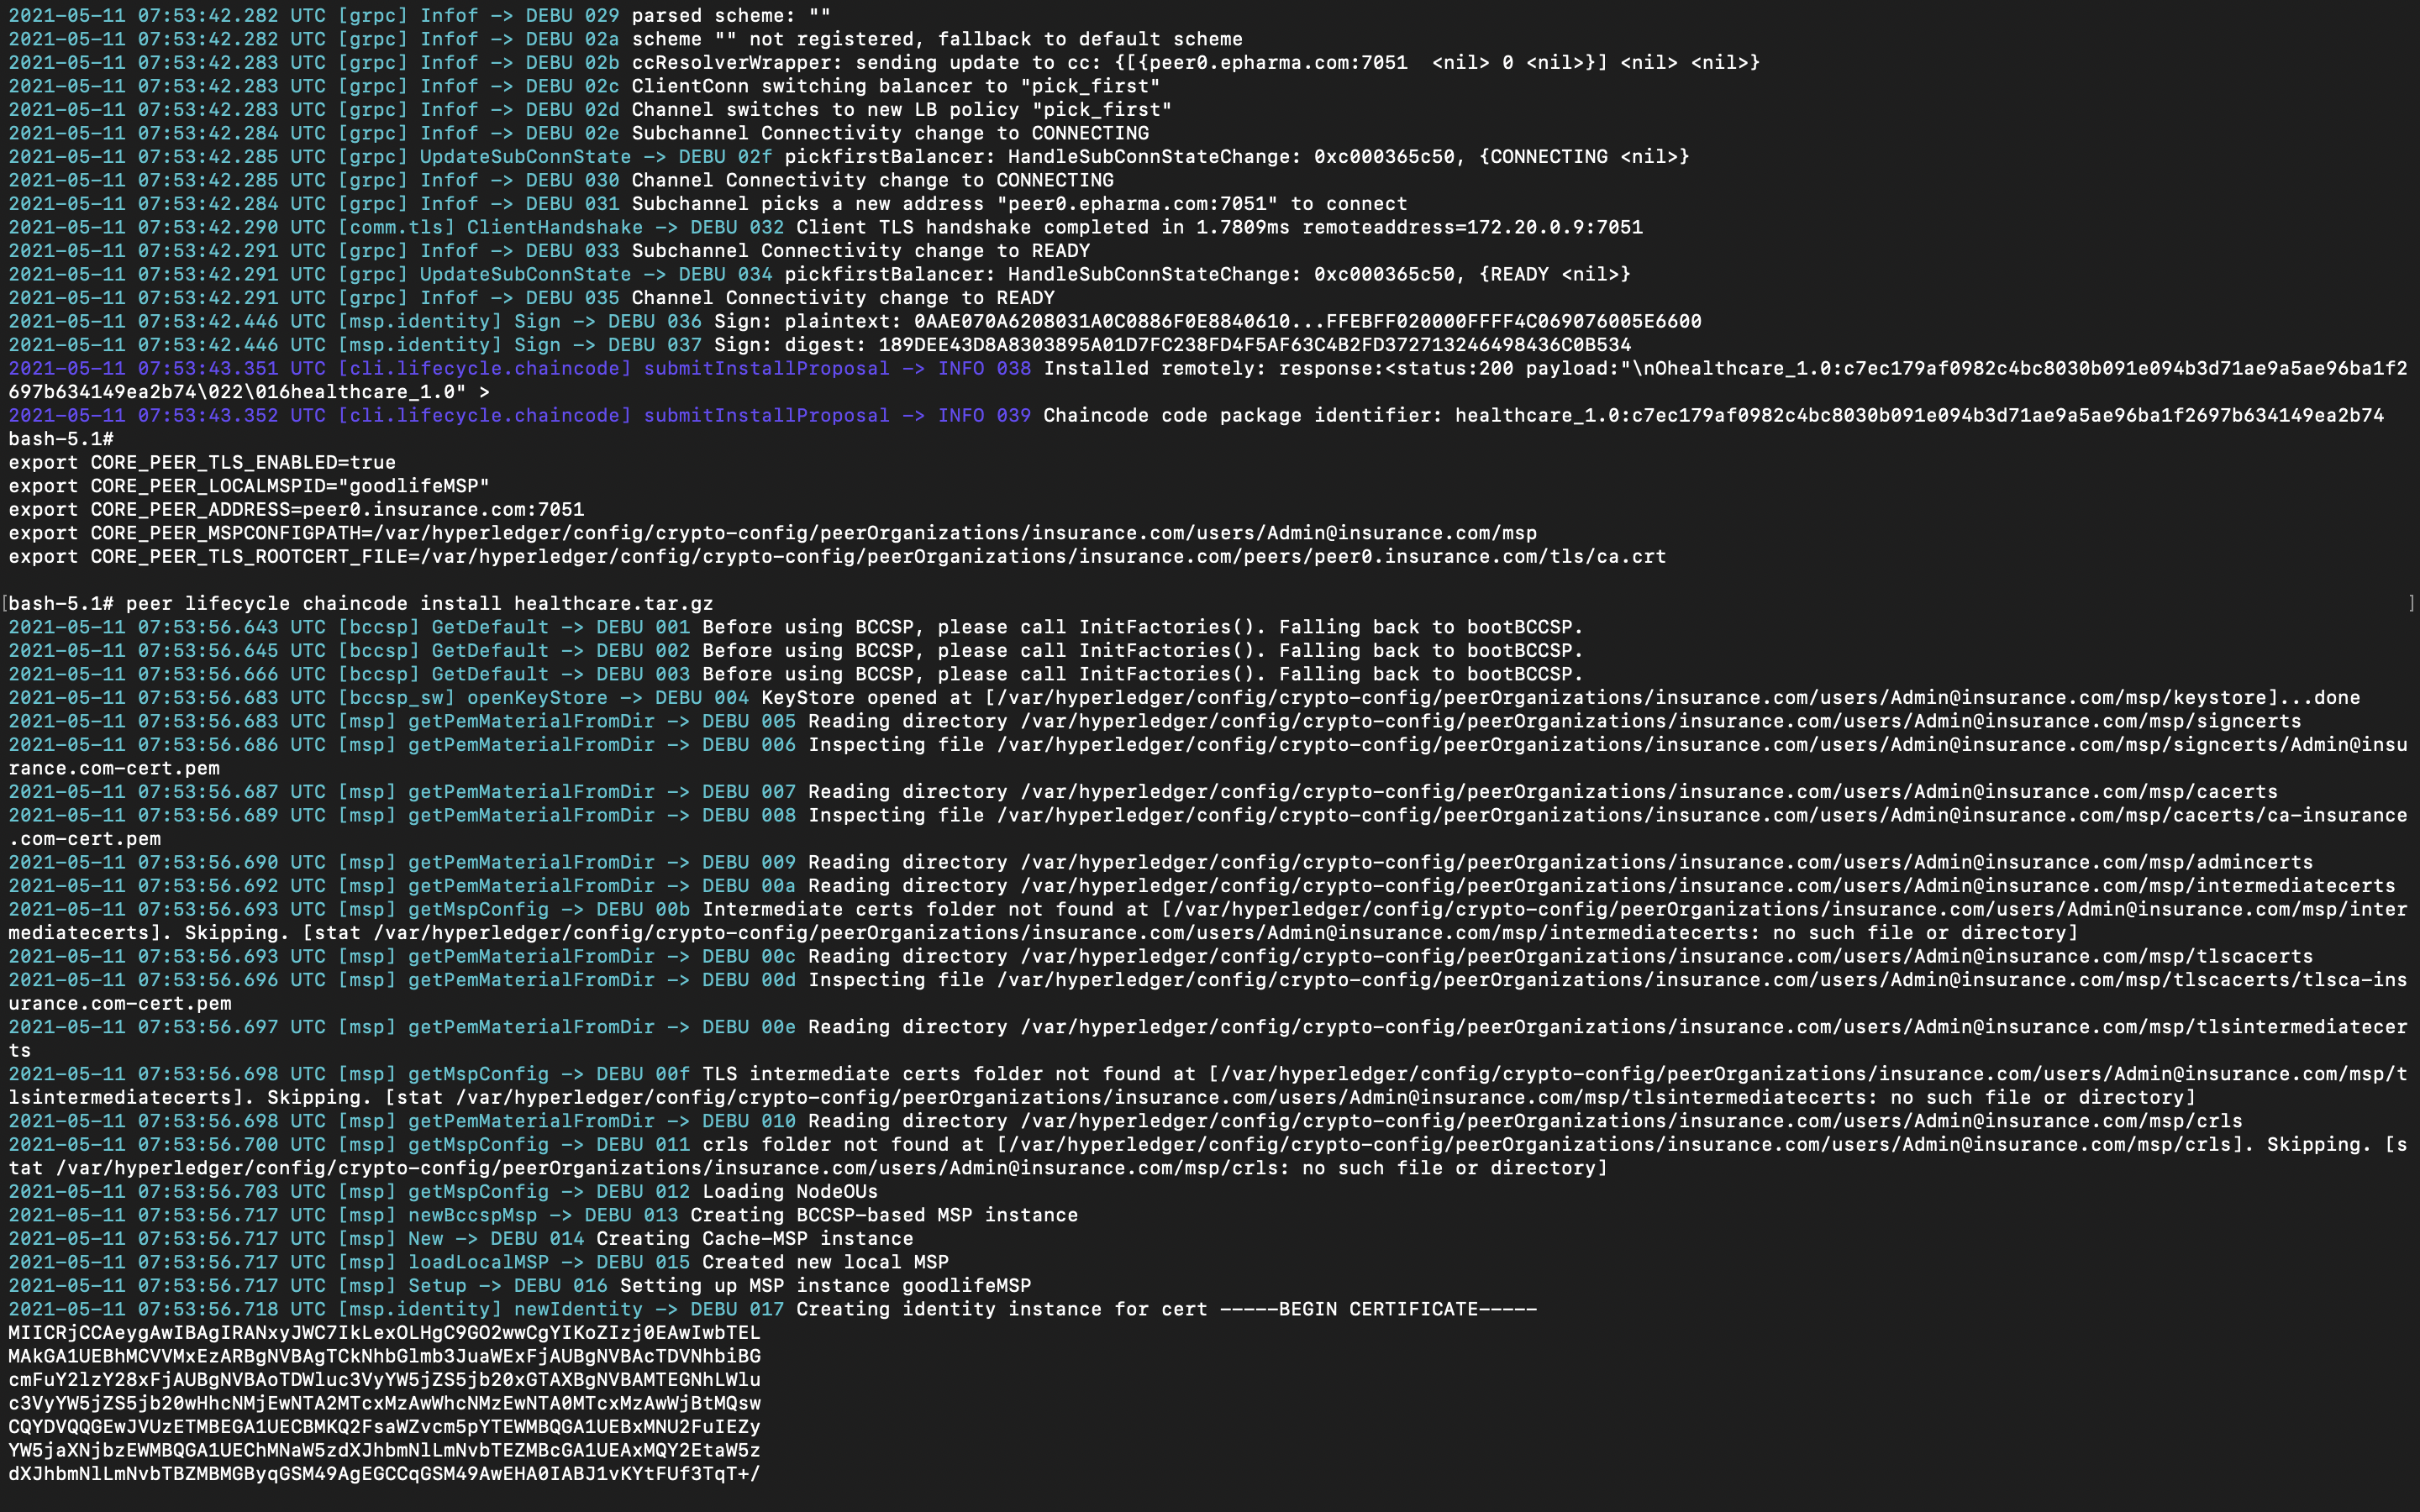 2021-05-11 07:53:42.282 UTC [grpc] Infof -> DEBU 029 parsed scheme: ""
2021-05-11 07:53:42.282 UTC [grpc] Infof -> DEBU 02a scheme "" not registered, fallback to default scheme
2021-05-11 07:53:42.283 UTC [grpc] Infof -> DEBU 02b ccResolverWrapper: sending update to cc: {[{peer0.epharma.com:7051  <nil> 0 <nil>}] <nil> <nil>}
2021-05-11 07:53:42.283 UTC [grpc] Infof -> DEBU 02c ClientConn switching balancer to "pick_first"
2021-05-11 07:53:42.283 UTC [grpc] Infof -> DEBU 02d Channel switches to new LB policy "pick_first"
2021-05-11 07:53:42.284 UTC [grpc] Infof -> DEBU 02e Subchannel Connectivity change to CONNECTING
2021-05-11 07:53:42.285 UTC [grpc] UpdateSubConnState -> DEBU 02f pickfirstBalancer: HandleSubConnStateChange: 0xc000365c50, {CONNECTING <nil>}
2021-05-11 07:53:42.285 UTC [grpc] Infof -> DEBU 030 Channel Connectivity change to CONNECTING
2021-05-11 07:53:42.284 UTC [grpc] Infof -> DEBU 031 Subchannel picks a new address "peer0.epharma.com:7051" to connect
2021-05-11 07:53:42.290 UTC [comm.tls] ClientHandshake -> DEBU 032 Client TLS handshake completed in 1.7809ms remoteaddress=172.20.0.9:7051
2021-05-11 07:53:42.291 UTC [grpc] Infof -> DEBU 033 Subchannel Connectivity change to READY
2021-05-11 07:53:42.291 UTC [grpc] UpdateSubConnState -> DEBU 034 pickfirstBalancer: HandleSubConnStateChange: 0xc000365c50, {READY <nil>}
2021-05-11 07:53:42.291 UTC [grpc] Infof -> DEBU 035 Channel Connectivity change to READY
2021-05-11 07:53:42.446 UTC [msp.identity] Sign -> DEBU 036 Sign: plaintext: 0AAE070A6208031A0C0886F0E8840610...FFEBFF020000FFFF4C069076005E6600
2021-05-11 07:53:42.446 UTC [msp.identity] Sign -> DEBU 037 Sign: digest: 189DEE43D8A8303895A01D7FC238FD4F5AF63C4B2FD372713246498436C0B534
2021-05-11 07:53:43.351 UTC [cli.lifecycle.chaincode] submitInstallProposal -> INFO 038 Installed remotely: response:<status:200 payload:"\nOhealthcare_1.0:c7ec179af0982c4bc8030b091e094b3d71ae9a5ae96ba1f2
697b634149ea2b74\022\016healthcare_1.0" >
2021-05-11 07:53:43.352 UTC [cli.lifecycle.chaincode] submitInstallProposal -> INFO 039 Chaincode code package identifier: healthcare_1.0:c7ec179af0982c4bc8030b091e094b3d71ae9a5ae96ba1f2697b634149ea2b74
bash-5.1#
export CORE_PEER_TLS_ENABLED=true
export CORE_PEER_LOCALMSPID="goodlifeMSP"
export CORE_PEER_ADDRESS=peer0.insurance.com:7051
export CORE_PEER_MSPCONFIGPATH=/var/hyperledger/config/crypto-config/peerOrganizations/insurance.com/users/Admin@insurance.com/msp
export CORE_PEER_TLS_ROOTCERT_FILE=/var/hyperledger/config/crypto-config/peerOrganizations/insurance.com/peers/peer0.insurance.com/tls/ca.crt
[bash-5.1# peer lifecycle chaincode install healthcare.tar.gz ]
2021-05-11 07:53:56.643 UTC [bccsp] GetDefault -> DEBU 001 Before using BCCSP, please call InitFactories(). Falling back to bootBCCSP.
2021-05-11 07:53:56.645 UTC [bccsp] GetDefault -> DEBU 002 Before using BCCSP, please call InitFactories(). Falling back to bootBCCSP.
2021-05-11 07:53:56.666 UTC [bccsp] GetDefault -> DEBU 003 Before using BCCSP, please call InitFactories(). Falling back to bootBCCSP.
2021-05-11 07:53:56.683 UTC [bccsp_sw] openKeyStore -> DEBU 004 KeyStore opened at [/var/hyperledger/config/crypto-config/peerOrganizations/insurance.com/users/Admin@insurance.com/msp/keystore]...done
2021-05-11 07:53:56.683 UTC [msp] getPemMaterialFromDir -> DEBU 005 Reading directory /var/hyperledger/config/crypto-config/peerOrganizations/insurance.com/users/Admin@insurance.com/msp/signcerts
2021-05-11 07:53:56.686 UTC [msp] getPemMaterialFromDir -> DEBU 006 Inspecting file /var/hyperledger/config/crypto-config/peerOrganizations/insurance.com/users/Admin@insurance.com/msp/signcerts/Admin@insu
rance.com-cert.pem
2021-05-11 07:53:56.687 UTC [msp] getPemMaterialFromDir -> DEBU 007 Reading directory /var/hyperledger/config/crypto-config/peerOrganizations/insurance.com/users/Admin@insurance.com/msp/cacerts
2021-05-11 07:53:56.689 UTC [msp] getPemMaterialFromDir -> DEBU 008 Inspecting file /var/hyperledger/config/crypto-config/peerOrganizations/insurance.com/users/Admin@insurance.com/msp/cacerts/ca-insurance
.com-cert.pem
2021-05-11 07:53:56.690 UTC [msp] getPemMaterialFromDir -> DEBU 009 Reading directory /var/hyperledger/config/crypto-config/peerOrganizations/insurance.com/users/Admin@insurance.com/msp/admincerts
2021-05-11 07:53:56.692 UTC [msp] getPemMaterialFromDir -> DEBU 00a Reading directory /var/hyperledger/config/crypto-config/peerOrganizations/insurance.com/users/Admin@insurance.com/msp/intermediatecerts
2021-05-11 07:53:56.693 UTC [msp] getMspConfig -> DEBU 00b Intermediate certs folder not found at [/var/hyperledger/config/crypto-config/peerOrganizations/insurance.com/users/Admin@insurance.com/msp/inter
mediatecerts]. Skipping. [stat /var/hyperledger/config/crypto-config/peerOrganizations/insurance.com/users/Admin@insurance.com/msp/intermediatecerts: no such file or directory]
2021-05-11 07:53:56.693 UTC [msp] getPemMaterialFromDir -> DEBU 00c Reading directory /var/hyperledger/config/crypto-config/peerOrganizations/insurance.com/users/Admin@insurance.com/msp/tlscacerts
2021-05-11 07:53:56.696 UTC [msp] getPemMaterialFromDir -> DEBU 00d Inspecting file /var/hyperledger/config/crypto-config/peerOrganizations/insurance.com/users/Admin@insurance.com/msp/tlscacerts/tlsca-ins
urance.com-cert.pem
2021-05-11 07:53:56.697 UTC [msp] getPemMaterialFromDir -> DEBU 00e Reading directory /var/hyperledger/config/crypto-config/peerOrganizations/insurance.com/users/Admin@insurance.com/msp/tlsintermediatecer
ts
2021-05-11 07:53:56.698 UTC [msp] getMspConfig -> DEBU 00f TLS intermediate certs folder not found at [/var/hyperledger/config/crypto-config/peerOrganizations/insurance.com/users/Admin@insurance.com/msp/t
lsintermediatecerts]. Skipping. [stat /var/hyperledger/config/crypto-config/peerOrganizations/insurance.com/users/Admin@insurance.com/msp/tlsintermediatecerts: no such file or directory]
2021-05-11 07:53:56.698 UTC [msp] getPemMaterialFromDir -> DEBU 010 Reading directory /var/hyperledger/config/crypto-config/peerOrganizations/insurance.com/users/Admin@insurance.com/msp/crls
2021-05-11 07:53:56.700 UTC [msp] getMspConfig -> DEBU 011 crls folder not found at [/var/hyperledger/config/crypto-config/peerOrganizations/insurance.com/users/Admin@insurance.com/msp/crls]. Skipping. [s
tat /var/hyperledger/config/crypto-config/peerOrganizations/insurance.com/users/Admin@insurance.com/msp/crls: no such file or directory]
2021-05-11 07:53:56.703 UTC [msp] getMspConfig -> DEBU 012 Loading NodeOUs
2021-05-11 07:53:56.717 UTC [msp] newBccspMsp -> DEBU 013 Creating BCCSP-based MSP instance
2021-05-11 07:53:56.717 UTC [msp] New -> DEBU 014 Creating Cache-MSP instance
2021-05-11 07:53:56.717 UTC [msp] loadLocalMSP -> DEBU 015 Created new local MSP
2021-05-11 07:53:56.717 UTC [msp] Setup -> DEBU 016 Setting up MSP instance goodlifeMSP
2021-05-11 07:53:56.718 UTC [msp.identity] newIdentity -> DEBU 017 Creating identity instance for cert -----BEGIN CERTIFICATE-----
MIICRjCCAeygAwIBAgIRANxyJWC7IkLexOLHgC9GO2wwCgYIKoZIzj0EAwIwbTEL
MAkGA1UEBhMCVVMxEzARBgNVBAgTCkNhbGlmb3JuaWExFjAUBgNVBAcTDVNhbiBG
cmFuY2lzY28xFjAUBgNVBAoTDWluc3VyYW5jZS5jb20xGTAXBgNVBAMTEGNhLWlu
c3VyYW5jZS5jb20wHhcNMjEwNTA2MTcxMzAwWhcNMzEwNTA0MTcxMzAwWjBtMQsw
CQYDVQQGEwJVUzETMBEGA1UECBMKQ2FsaWZvcm5pYTEWMBQGA1UEBxMNU2FuIEZy
YW5jaXNjbzEWMBQGA1UEChMNaW5zdXJhbmNlLmNvbTEZMBcGA1UEAxMQY2EtaW5z
dXJhbmNlLmNvbTBZMBMGByqGSM49AgEGCCqGSM49AwEHA0IABJ1vKYtFUf3TqT+/